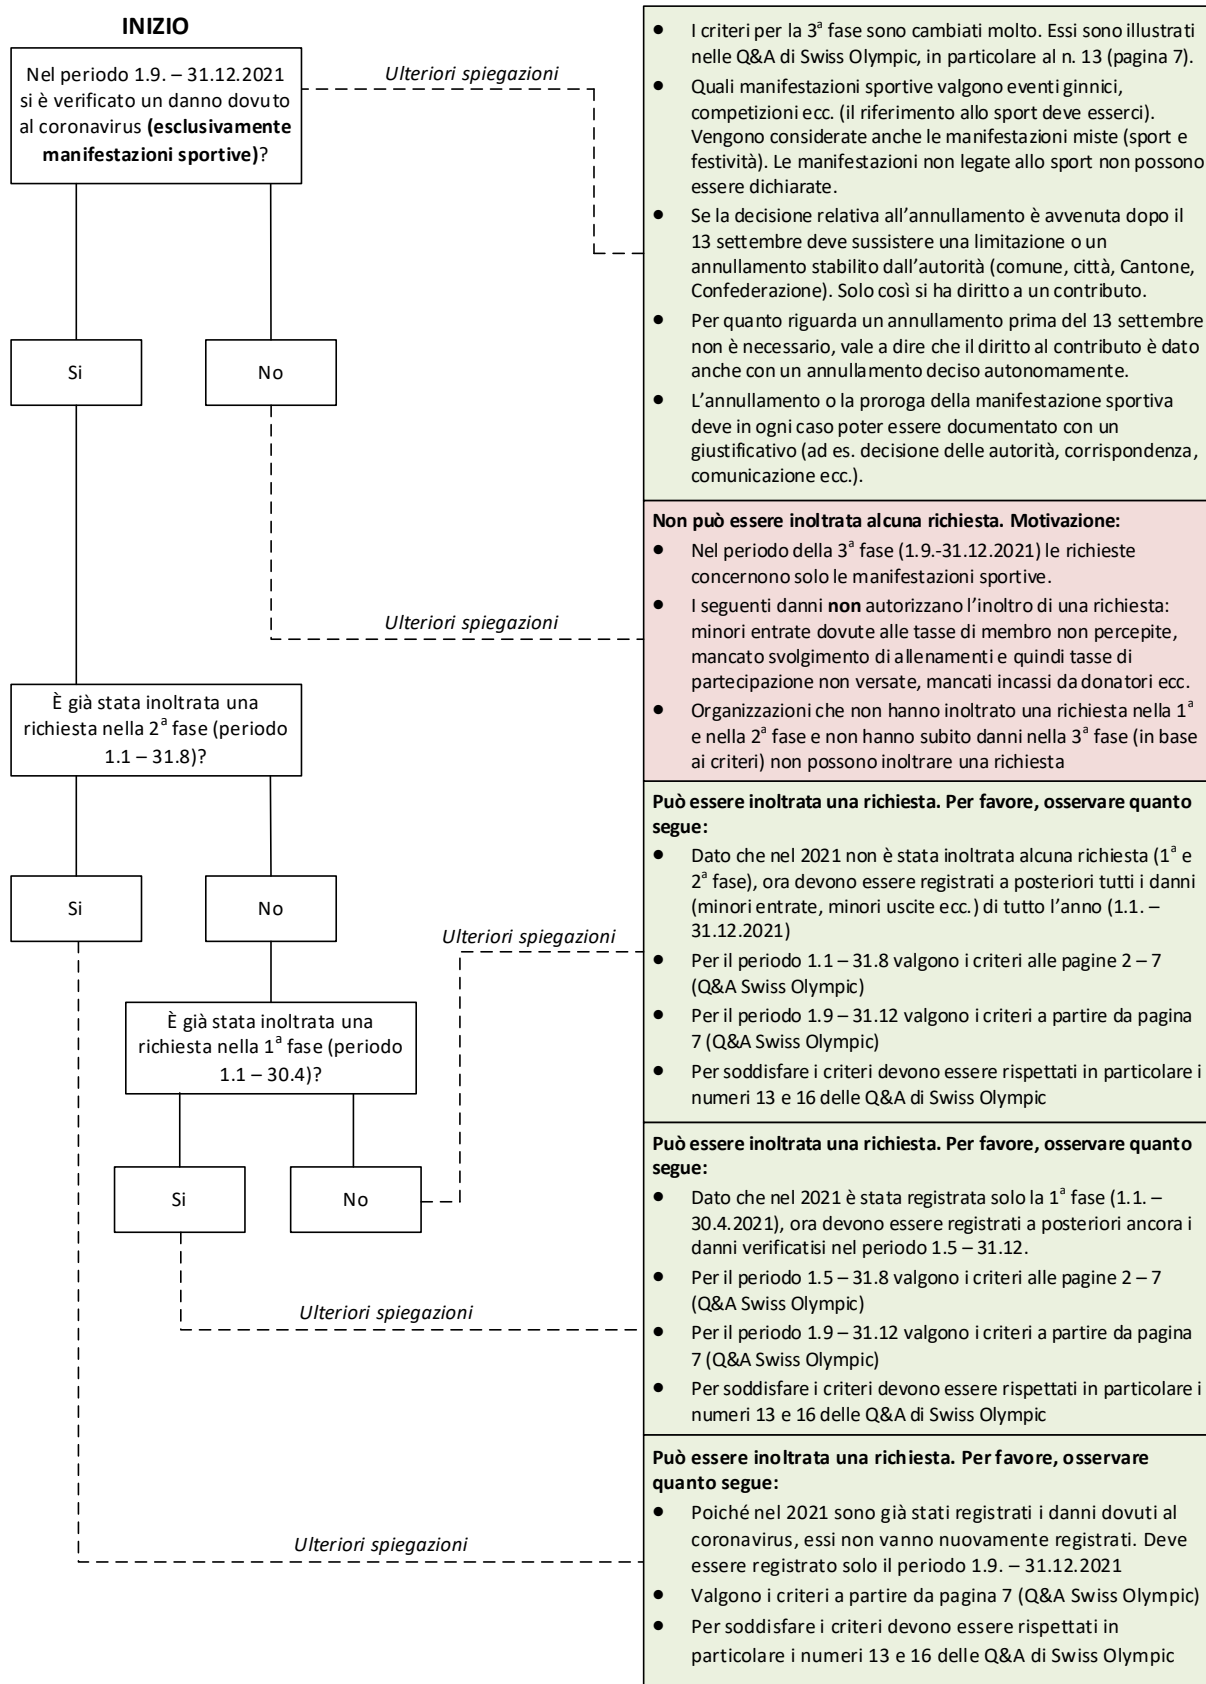 INIZIO
Nel periodo 1.9. – 31.12.2021
si è verificato un danno dovuto
al coronavirus (esclusivamente
manifestazioni sportive)?
Ulteriori spiegazioni
● I criteri per la 3ª fase sono cambiati molto. Essi sono illustrati
nelle Q&A di Swiss Olympic, in particolare al n. 13 (pagina 7).
● Quali manifestazioni sportive valgono eventi ginnici,
competizioni ecc. (il riferimento allo sport deve esserci).
Vengono considerate anche le manifestazioni miste (sport e
festività). Le manifestazioni non legate allo sport non possono
essere dichiarate.
● Se la decisione relativa all’annullamento è avvenuta dopo il
13 settembre deve sussistere una limitazione o un
annullamento stabilito dall’autorità (comune, città, Cantone,
Confederazione). Solo così si ha diritto a un contributo.
● Per quanto riguarda un annullamento prima del 13 settembre
non è necessario, vale a dire che il diritto al contributo è dato
anche con un annullamento deciso autonomamente.
● L’annullamento o la proroga della manifestazione sportiva
deve in ogni caso poter essere documentato con un
giustificativo (ad es. decisione delle autorità, corrispondenza,
comunicazione ecc.).
Si
No
Ulteriori spiegazioni
Non può essere inoltrata alcuna richiesta. Motivazione:
● Nel periodo della 3ª fase (1.9.-31.12.2021) le richieste
concernono solo le manifestazioni sportive.
● I seguenti danni non autorizzano l’inoltro di una richiesta:
minori entrate dovute alle tasse di membro non percepite,
mancato svolgimento di allenamenti e quindi tasse di
partecipazione non versate, mancati incassi da donatori ecc.
● Organizzazioni che non hanno inoltrato una richiesta nella 1ª
e nella 2ª fase e non hanno subito danni nella 3ª fase (in base
ai criteri) non possono inoltrare una richiesta
È già stata inoltrata una
richiesta nella 2ª fase (periodo
1.1 – 31.8)?
Si
No
Ulteriori spiegazioni
Può essere inoltrata una richiesta. Per favore, osservare quanto
segue:
● Dato che nel 2021 non è stata inoltrata alcuna richiesta (1ª e
2ª fase), ora devono essere registrati a posteriori tutti i danni
(minori entrate, minori uscite ecc.) di tutto l’anno (1.1. –
31.12.2021)
● Per il periodo 1.1 – 31.8 valgono i criteri alle pagine 2 – 7
(Q&A Swiss Olympic)
● Per il periodo 1.9 – 31.12 valgono i criteri a partire da pagina
7 (Q&A Swiss Olympic)
● Per soddisfare i criteri devono essere rispettati in particolare i
numeri 13 e 16 delle Q&A di Swiss Olympic
È già stata inoltrata una
richiesta nella 1ª fase (periodo
1.1 – 30.4)?
Si
No
Ulteriori spiegazioni
Può essere inoltrata una richiesta. Per favore, osservare quanto
segue:
● Dato che nel 2021 è stata registrata solo la 1ª fase (1.1. –
30.4.2021), ora devono essere registrati a posteriori ancora i
danni verificatisi nel periodo 1.5 – 31.12.
● Per il periodo 1.5 – 31.8 valgono i criteri alle pagine 2 – 7
(Q&A Swiss Olympic)
● Per il periodo 1.9 – 31.12 valgono i criteri a partire da pagina
7 (Q&A Swiss Olympic)
● Per soddisfare i criteri devono essere rispettati in particolare i
numeri 13 e 16 delle Q&A di Swiss Olympic
Ulteriori spiegazioni
Può essere inoltrata una richiesta. Per favore, osservare
quanto segue:
● Poiché nel 2021 sono già stati registrati i danni dovuti al
coronavirus, essi non vanno nuovamente registrati. Deve
essere registrato solo il periodo 1.9. – 31.12.2021
● Valgono i criteri a partire da pagina 7 (Q&A Swiss Olympic)
● Per soddisfare i criteri devono essere rispettati in
particolare i numeri 13 e 16 delle Q&A di Swiss Olympic